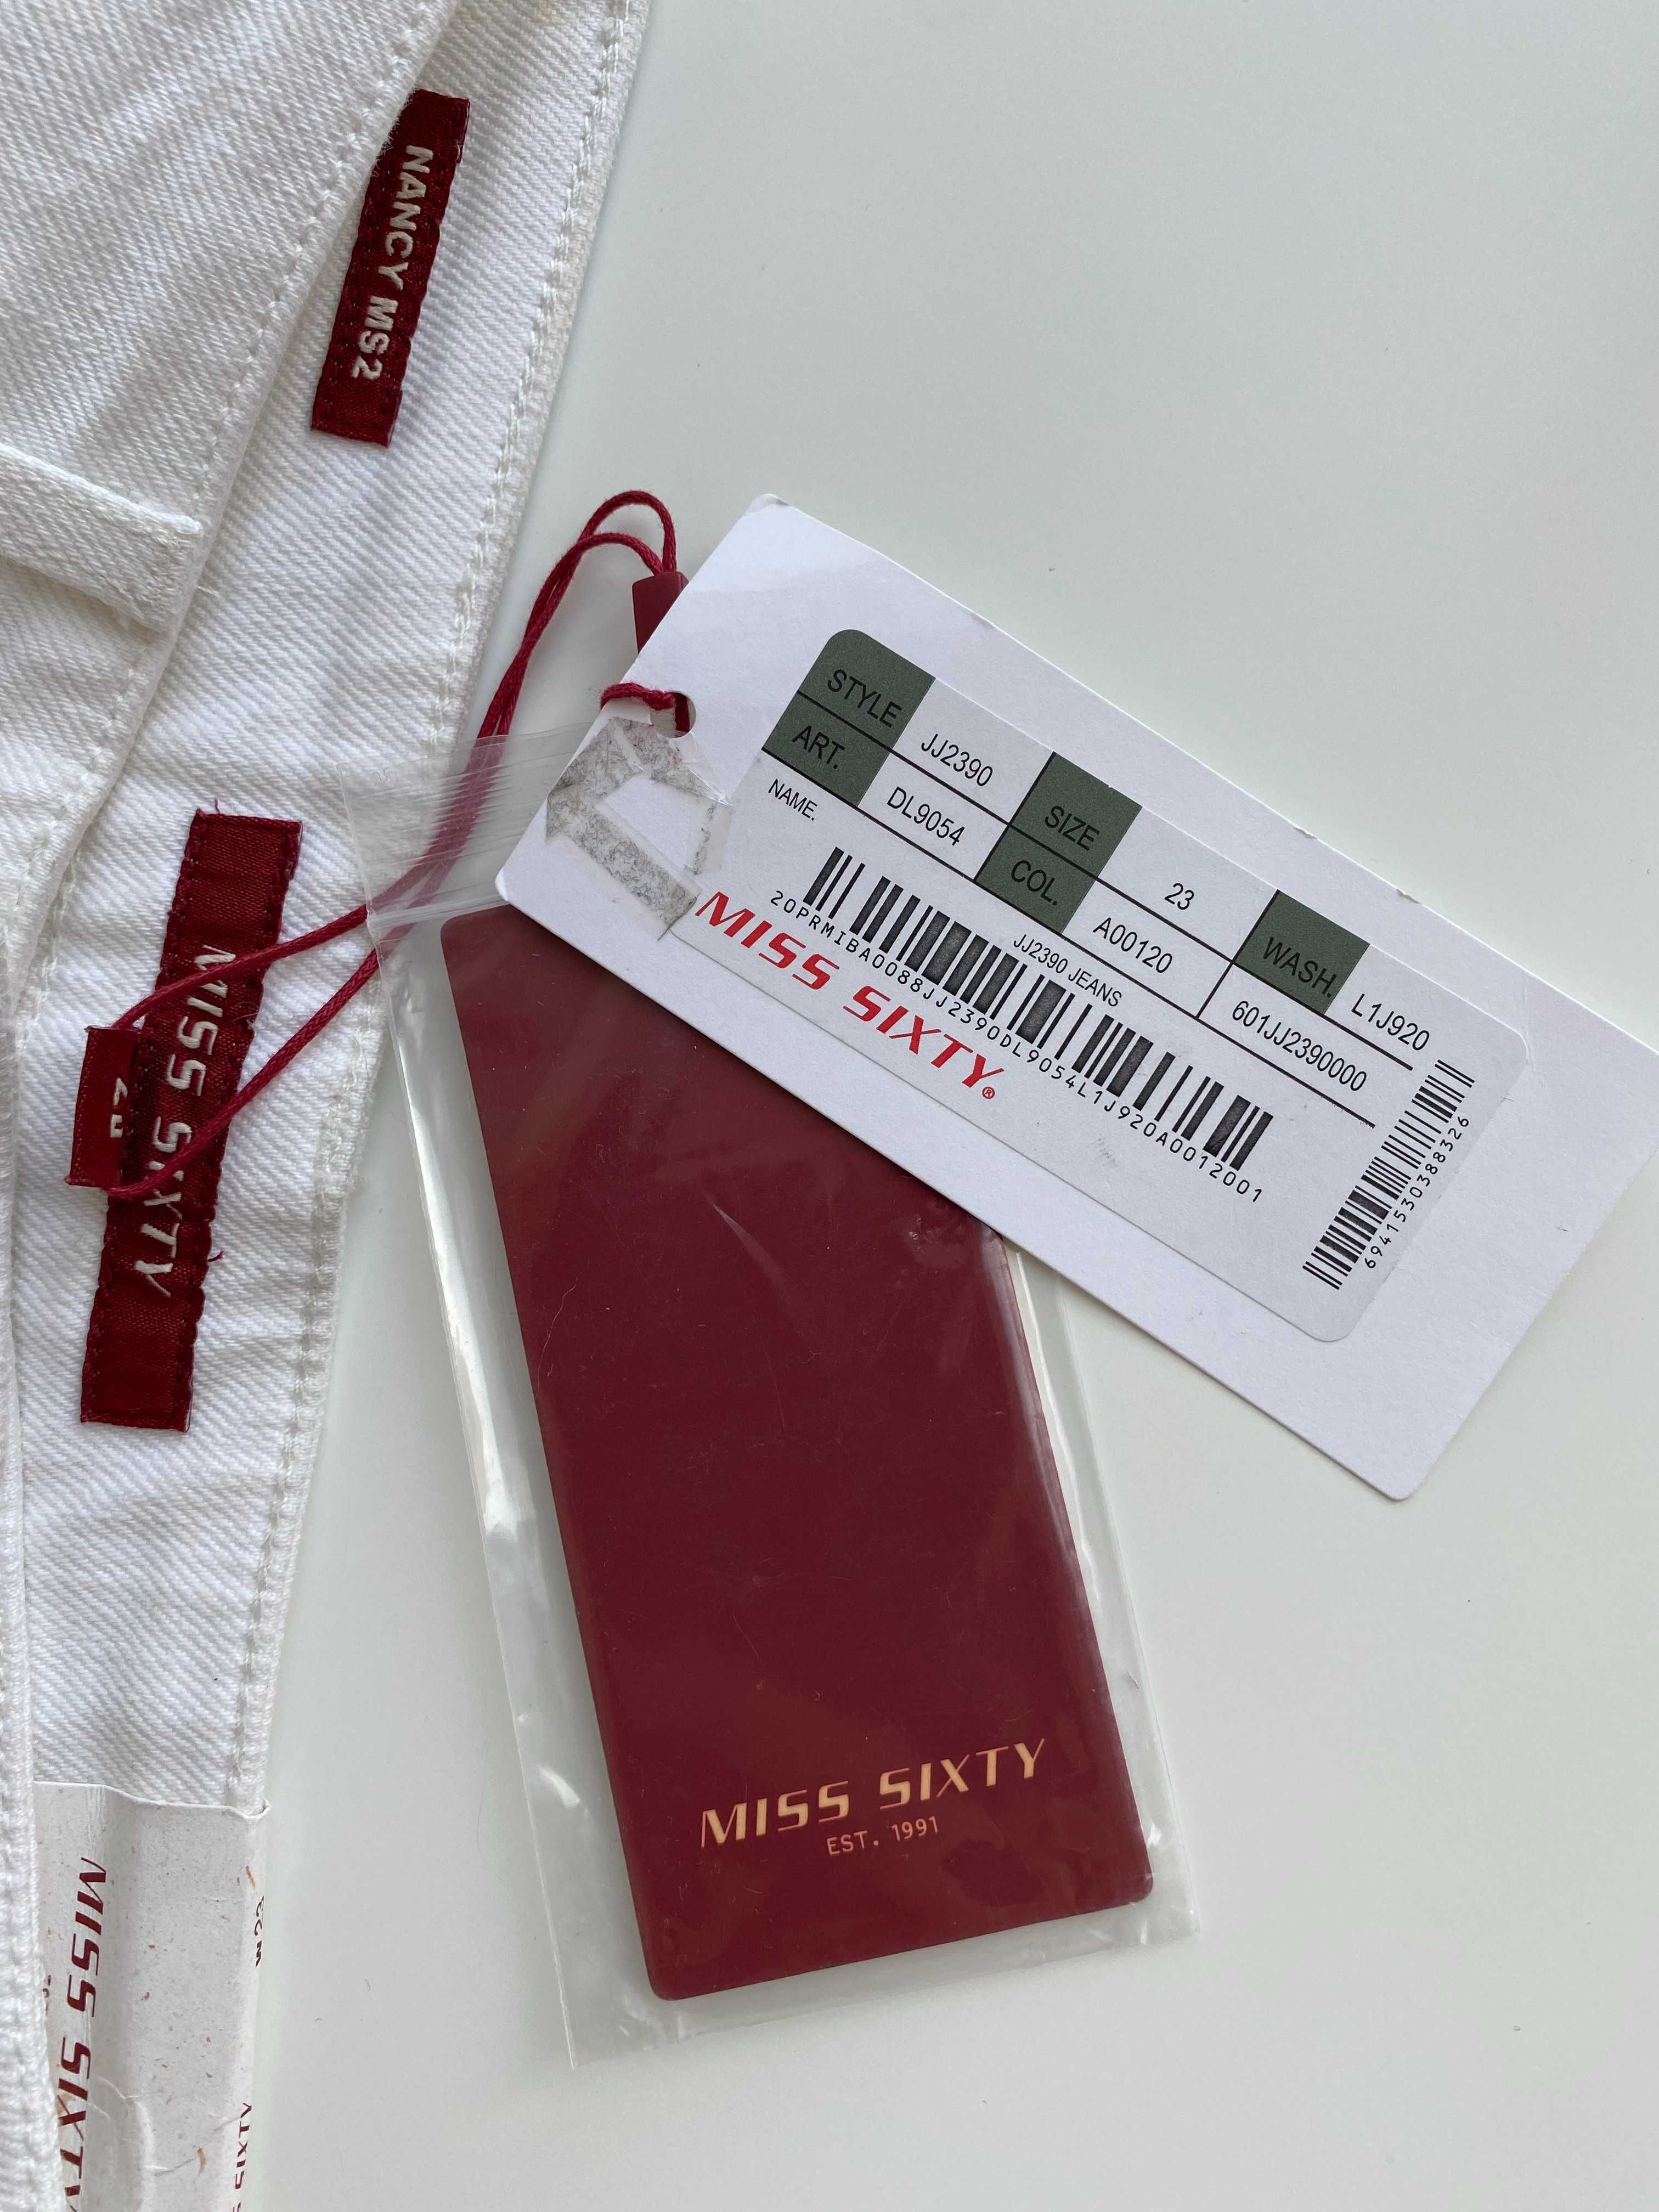 NANCY MS2
MISS SIXTY
STYLE JJ2390 SIZE 23 WASH. L1J920
ART. DL9054 COL. A00120 601JJ2390000
NAME. JJ2390 JEANS
20PRMIBA0088JJ2390DL9054L1J920A0012001
MISS SIXTY®
6941530388326
MISS SIXTY
EST. 1991
MISS SIXTY
SIXTY